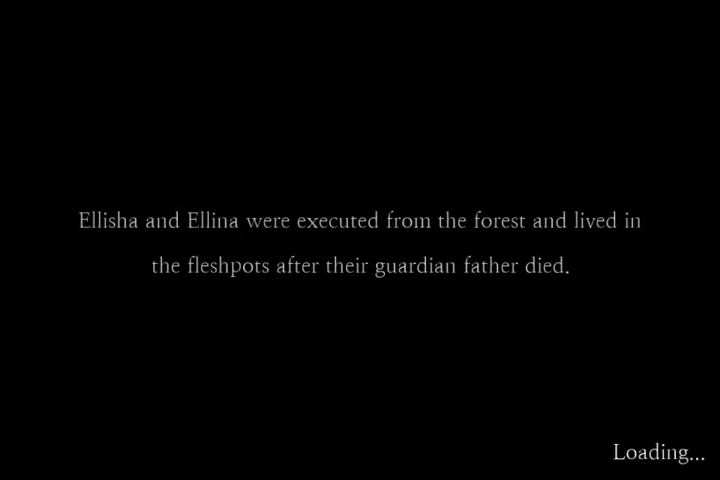 Ellisha and Ellina were executed from the forest and lived in
the fleshpots after their guardian father died.
Loading...